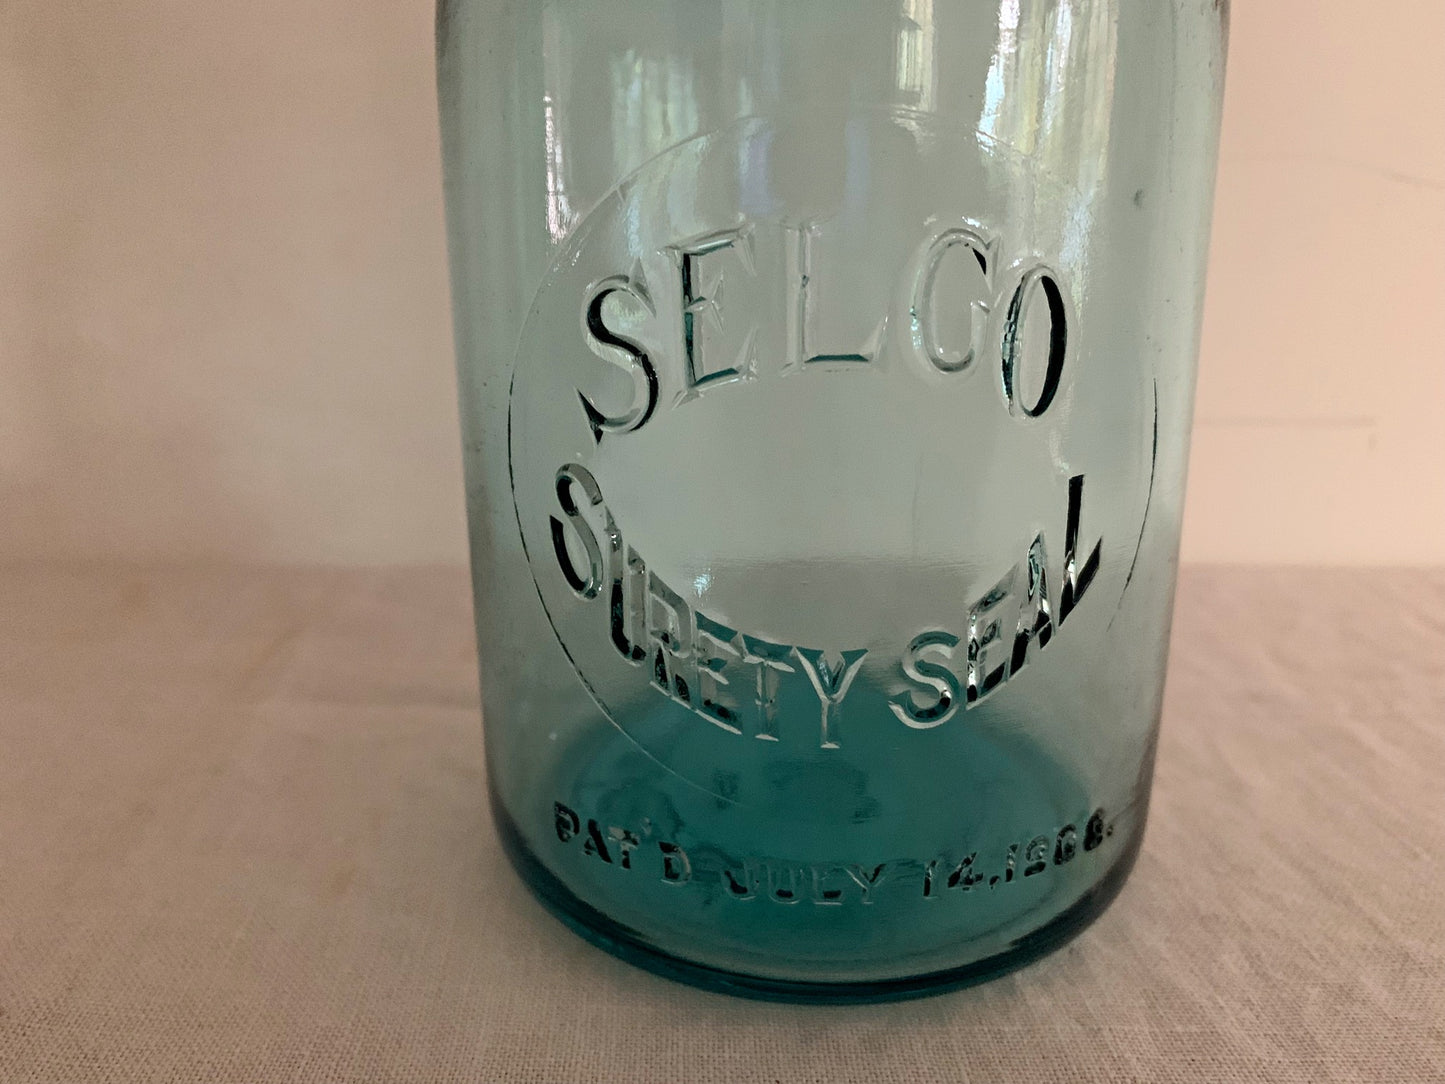 SELCO
SURETY SEAL
PAT'D JULY 14, 1908.